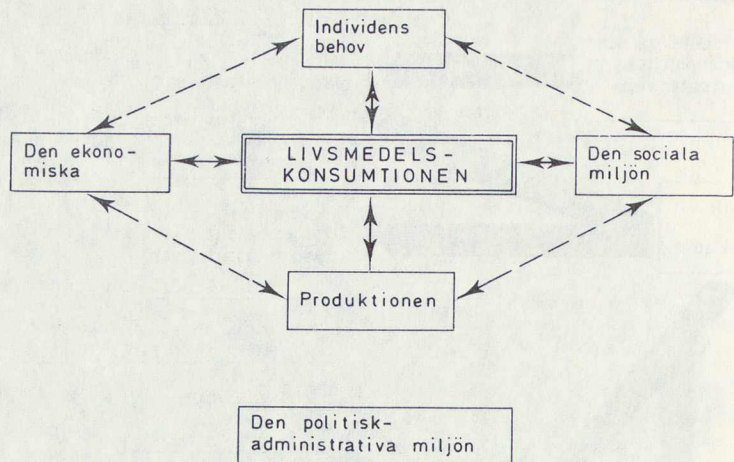 Individens
behov
Den ekono-
miska
LIVSMEDELS-
KONSUMTIONEN
Den sociala
miljön
Produktionen
Den politisk-
administrativa miljön